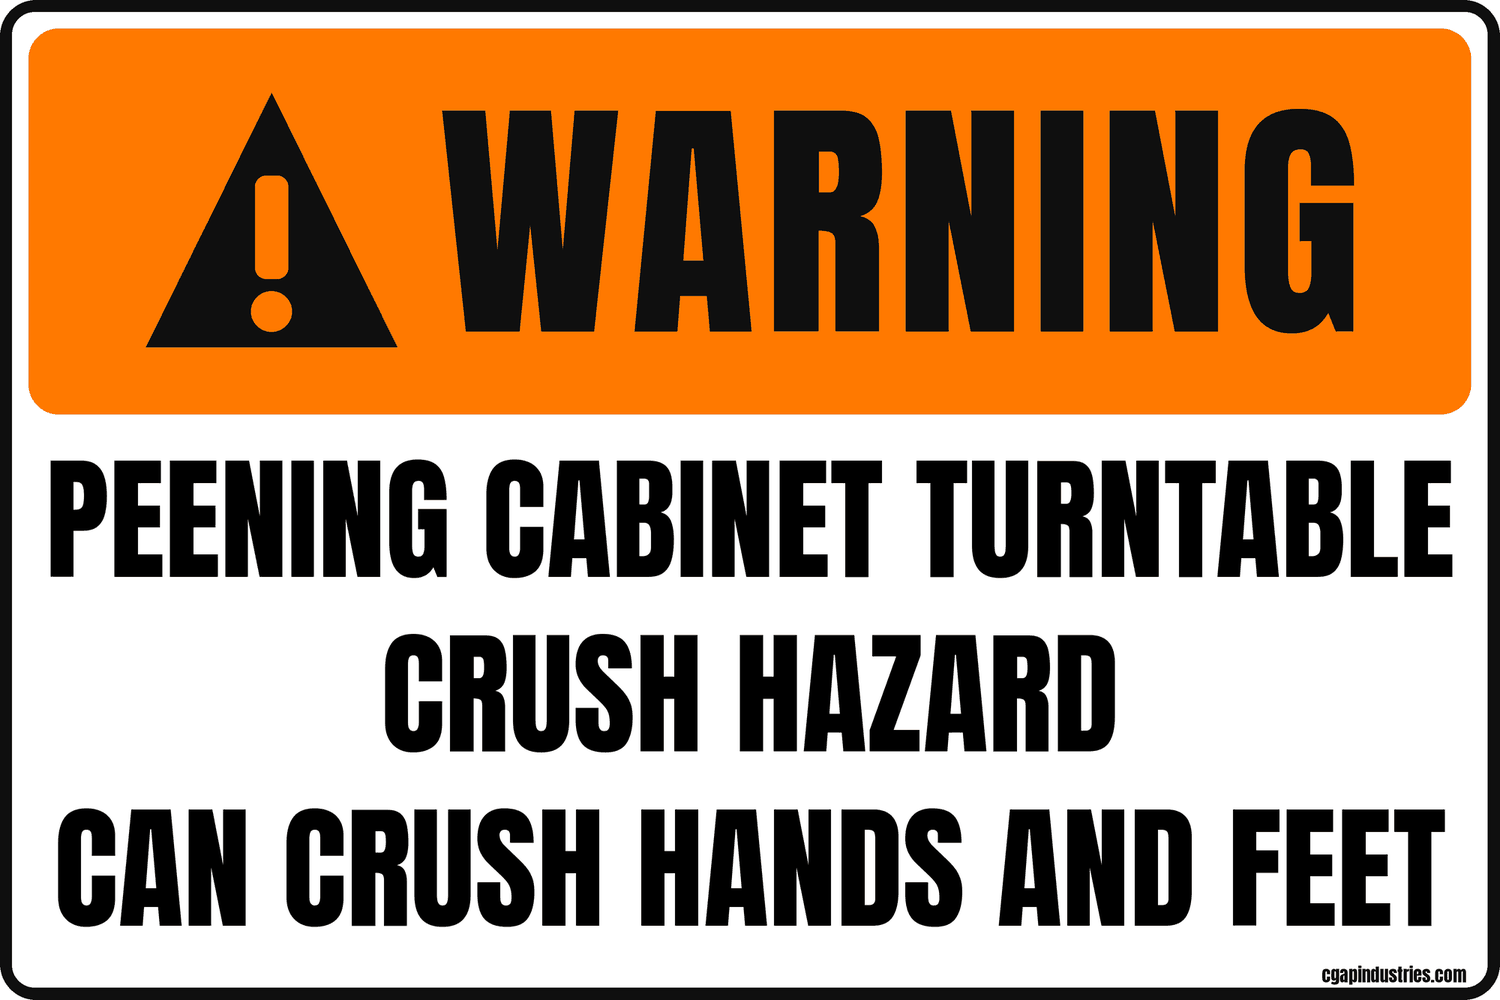 WARNING
PEENING CABINET TURNTABLE
CRUSH HAZARD
CAN CRUSH HANDS AND FEET
cgapindustries.com